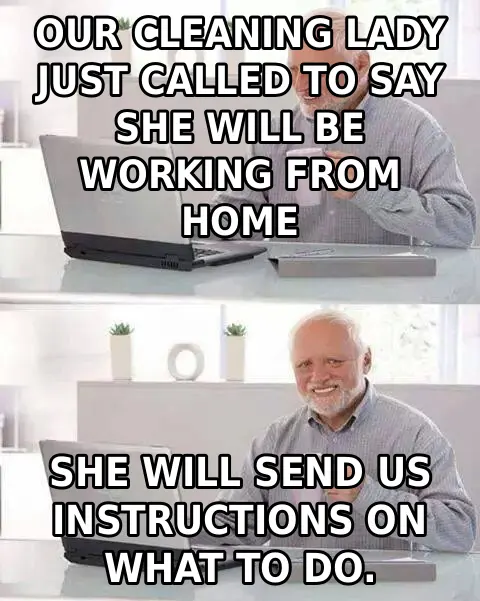 OUR CLEANING LADY
JUST CALLED TO SAY
SHE WILL BE
WORKING FROM
HOME
SHE WILL SEND US
INSTRUCTIONS ON
WHAT TO DO.